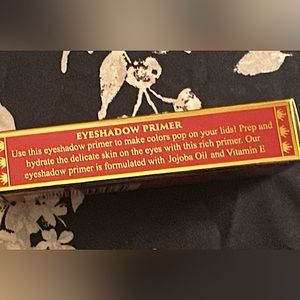 EYESHADOW PRIMER
Use this eyeshadow primer to make colors pop on your lids! Prep and
hydrate the delicate skin on the eyes with this rich primer. Our
eyeshadow primer is formulated with Jojoba Oil and Vitamin E